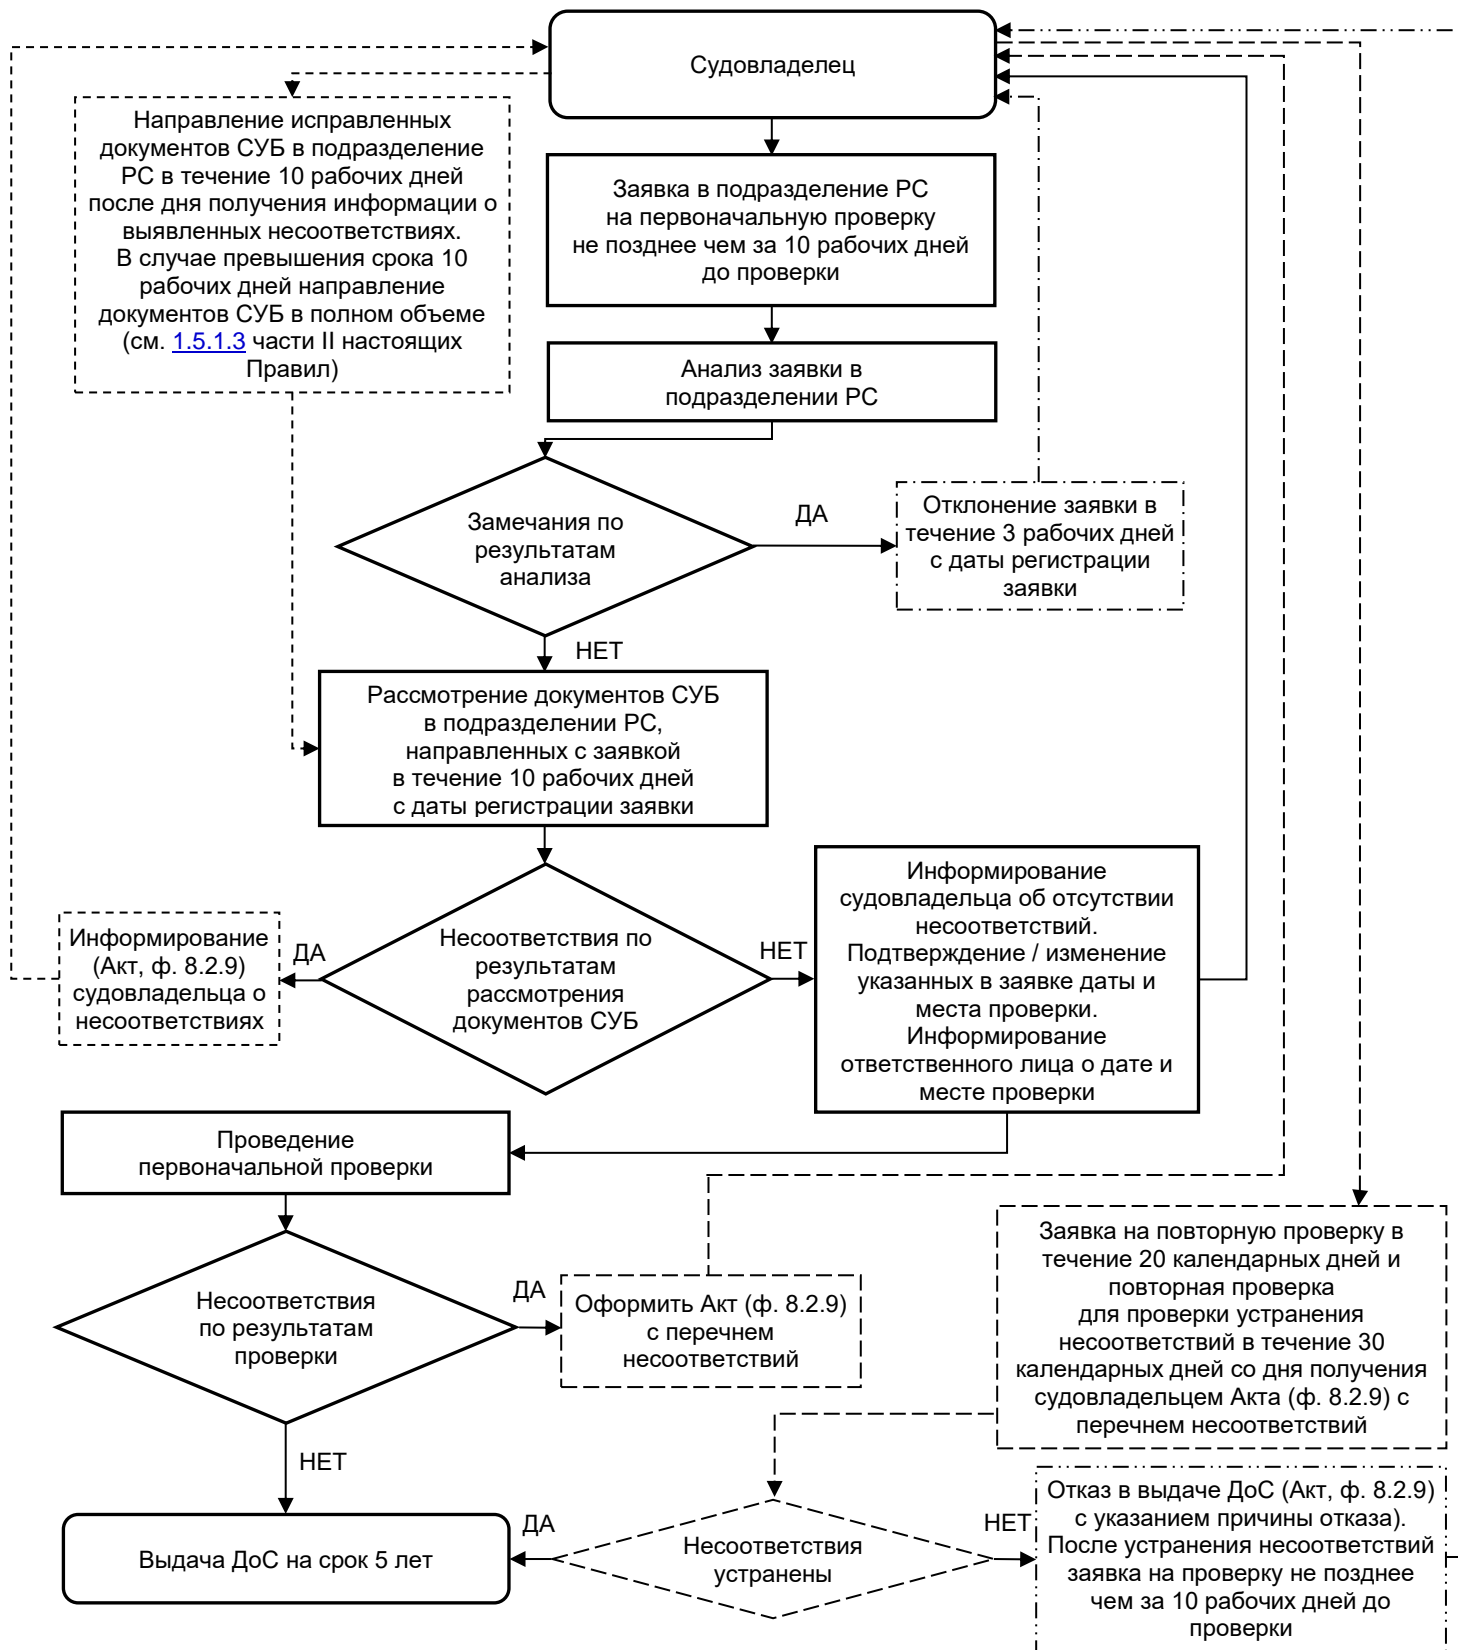 Судовладелец
Направление исправленных
документов СУБ в подразделение
РС в течение 10 рабочих дней
после дня получения информации о
выявленных несоответствиях.
В случае превышения срока 10
рабочих дней направление
документов СУБ в полном объеме
(см. 1.5.1.3 части II настоящих
Правил)
Заявка в подразделение РС
на первоначальную проверку
не позднее чем за 10 рабочих дней
до проверки
Анализ заявки в
подразделении РС
Замечания по
результатам
анализа
ДА
Отклонение заявки в
течение 3 рабочих дней
с даты регистрации
заявки
НЕТ
Рассмотрение документов СУБ
в подразделении РС,
направленных с заявкой
в течение 10 рабочих дней
с даты регистрации заявки
Информирование
(Акт, ф. 8.2.9)
судовладельца о
несоответствиях
ДА
Несоответствия по
результатам
рассмотрения
документов СУБ
НЕТ
Информирование
судовладельца об отсутствии
несоответствий.
Подтверждение / изменение
указанных в заявке даты и
места проверки.
Информирование
ответственного лица о дате и
месте проверки
Проведение
первоначальной проверки
Несоответствия
по результатам
проверки
ДА
Оформить Акт (ф. 8.2.9)
с перечнем
несоответствий
Заявка на повторную проверку в
течение 20 календарных дней и
повторная проверка
для проверки устранения
несоответствий в течение 30
календарных дней со дня получения
судовладельцем Акта (ф. 8.2.9) с
перечнем несоответствий
НЕТ
Выдача ДоС на срок 5 лет
ДА
Несоответствия
устранены
НЕТ
Отказ в выдаче ДоС (Акт, ф. 8.2.9)
с указанием причины отказа).
После устранения несоответствий
заявка на проверку не позднее
чем за 10 рабочих дней до
проверки